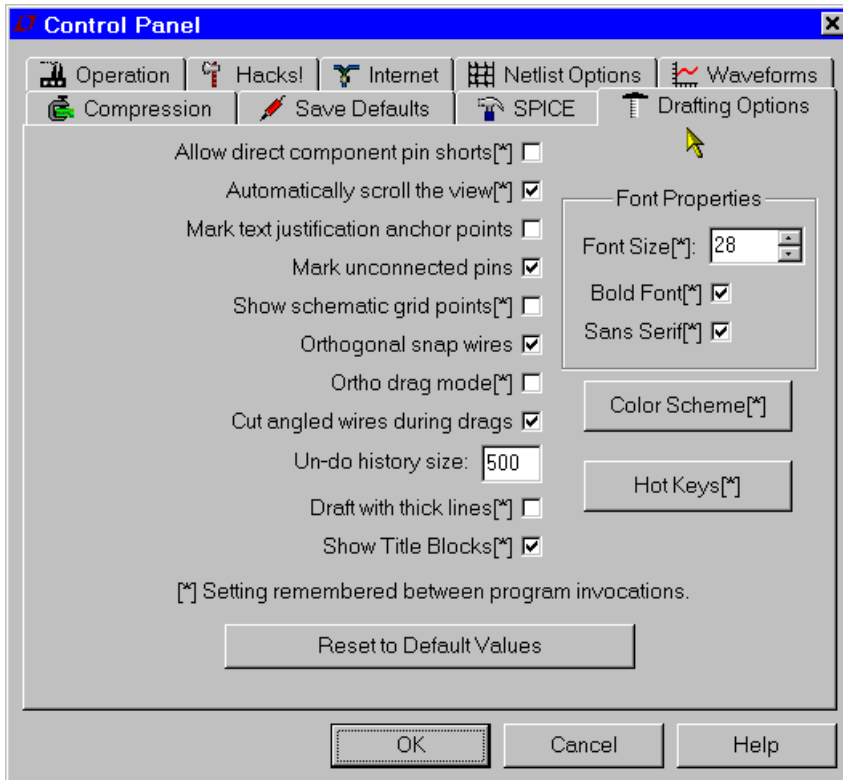 Control Panel
Operation
Hacks!
Internet
Netlist Options
Waveforms
Compression
Save Defaults
SPICE
Drafting Options
Allow direct component pin shorts[*]
Automatically scroll the view[*]
Mark text justification anchor points
Mark unconnected pins
Show schematic grid points[*]
Orthogonal snap wires
Ortho drag mode[*]
Cut angled wires during drags
Un-do history size: 500
Draft with thick lines[*]
Show Title Blocks[*]
Font Properties
Font Size[*]: 28
Bold Font[*]
Sans Serif[*]
Color Scheme[*]
Hot Keys[*]
[*] Setting remembered between program invocations.
Reset to Default Values
OK
Cancel
Help